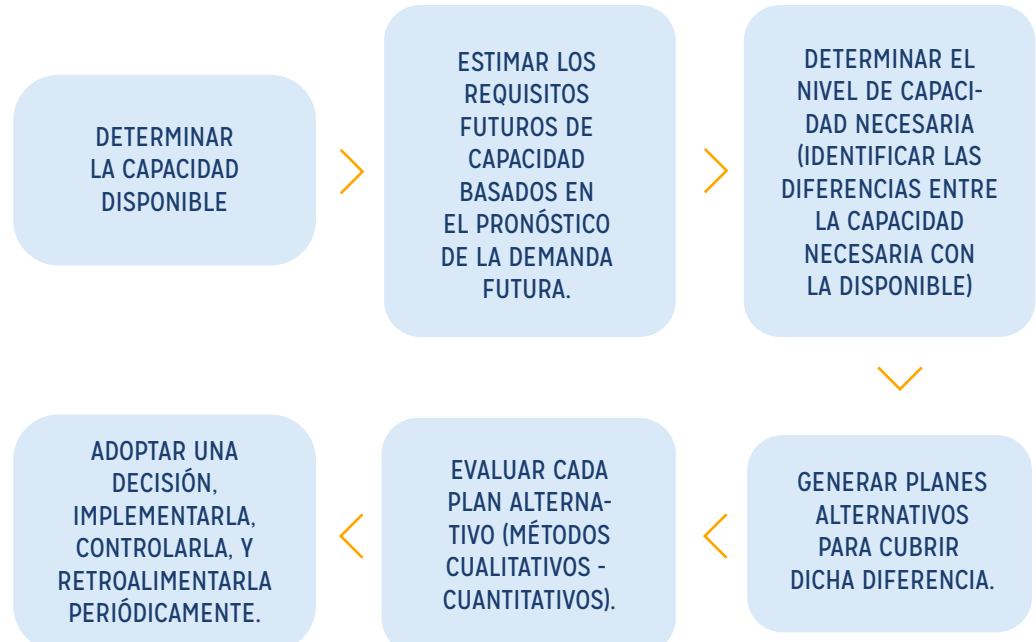 DETERMINAR
LA CAPACIDAD
DISPONIBLE
ESTIMAR LOS
REQUISITOS
FUTUROS DE
CAPACIDAD
BASADOS EN
EL PRONÓSTICO
DE LA DEMANDA
FUTURA.
DETERMINAR EL
NIVEL DE CAPACI-
DAD NECESARIA
(IDENTIFICAR LAS
DIFERENCIAS ENTRE
LA CAPACIDAD
NECESARIA CON
LA DISPONIBLE)
GENERAR PLANES
ALTERNATIVOS
PARA CUBRIR
DICHA DIFERENCIA.
EVALUAR CADA
PLAN ALTERNA-
TIVO (MÉTODOS
CUALITATIVOS -
CUANTITATIVOS).
ADOPTAR UNA
DECISIÓN,
IMPLEMENTARLA,
CONTROLARLA, Y
RETROALIMENTARLA
PERIÓDICAMENTE.